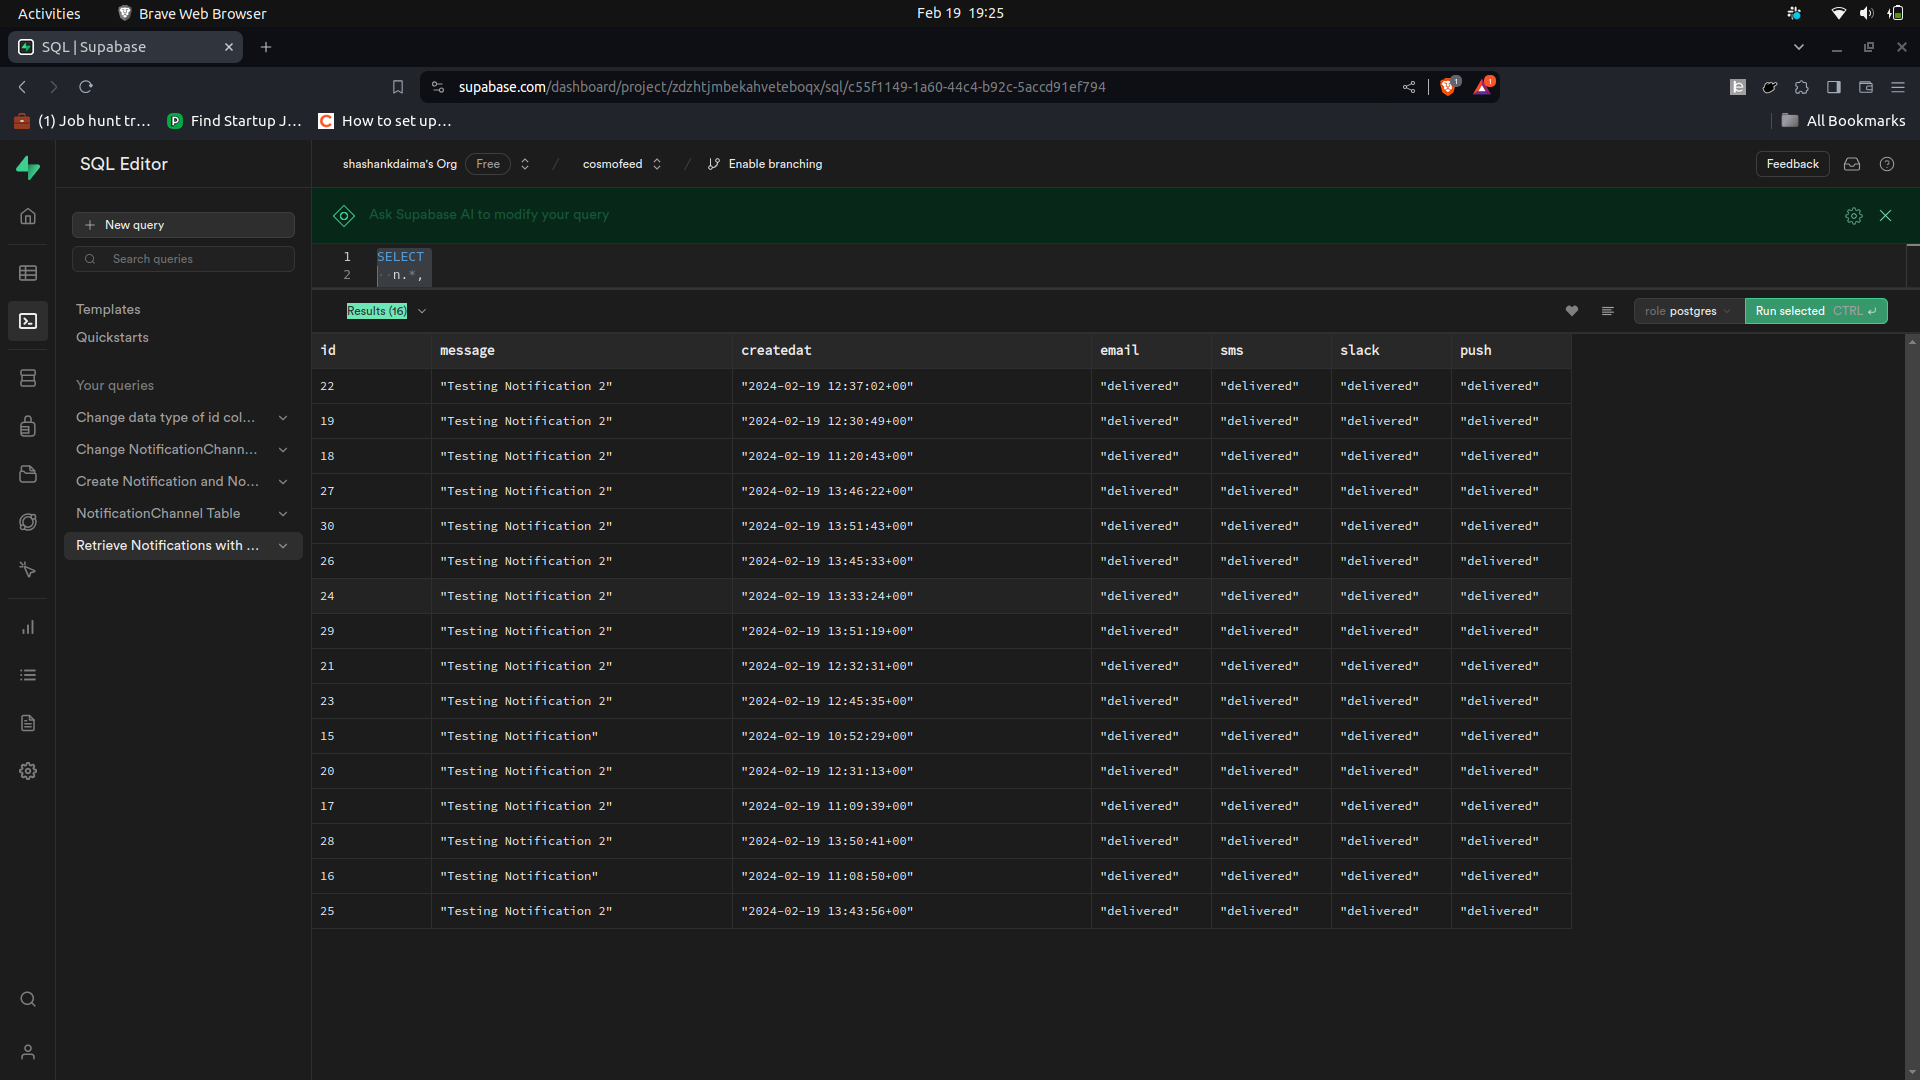 Activities Brave Web Browser Feb 19 19:25
SQL | Supabase
supabase.com/dashboard/project/zdzhtjmbekahveteboqx/sql/c55f1149-1a60-44c4-b92c-5accd91ef794 1 1
(1) Job hunt tr... Find Startup J... How to set up... All Bookmarks
SQL Editor shashankdaima's Org Free / cosmofeed / Enable branching Feedback
Ask Supabase AI to modify your query
New query
Search queries
Templates
Quickstarts
Your queries
Change data type of id col...
Change NotificationChann...
Create Notification and No...
NotificationChannel Table
Retrieve Notifications with ...
1 SELECT
2 n.*,
Results (16) role postgres Run selected CTRL ↵
id message createdat email sms slack push
22 "Testing Notification 2" "2024-02-19 12:37:02+00" "delivered" "delivered" "delivered" "delivered"
19 "Testing Notification 2" "2024-02-19 12:30:49+00" "delivered" "delivered" "delivered" "delivered"
18 "Testing Notification 2" "2024-02-19 11:20:43+00" "delivered" "delivered" "delivered" "delivered"
27 "Testing Notification 2" "2024-02-19 13:46:22+00" "delivered" "delivered" "delivered" "delivered"
30 "Testing Notification 2" "2024-02-19 13:51:43+00" "delivered" "delivered" "delivered" "delivered"
26 "Testing Notification 2" "2024-02-19 13:45:33+00" "delivered" "delivered" "delivered" "delivered"
24 "Testing Notification 2" "2024-02-19 13:33:24+00" "delivered" "delivered" "delivered" "delivered"
29 "Testing Notification 2" "2024-02-19 13:51:19+00" "delivered" "delivered" "delivered" "delivered"
21 "Testing Notification 2" "2024-02-19 12:32:31+00" "delivered" "delivered" "delivered" "delivered"
23 "Testing Notification 2" "2024-02-19 12:45:35+00" "delivered" "delivered" "delivered" "delivered"
15 "Testing Notification" "2024-02-19 10:52:29+00" "delivered" "delivered" "delivered" "delivered"
20 "Testing Notification 2" "2024-02-19 12:31:13+00" "delivered" "delivered" "delivered" "delivered"
17 "Testing Notification 2" "2024-02-19 11:09:39+00" "delivered" "delivered" "delivered" "delivered"
28 "Testing Notification 2" "2024-02-19 13:50:41+00" "delivered" "delivered" "delivered" "delivered"
16 "Testing Notification" "2024-02-19 11:08:50+00" "delivered" "delivered" "delivered" "delivered"
25 "Testing Notification 2" "2024-02-19 13:43:56+00" "delivered" "delivered" "delivered" "delivered"